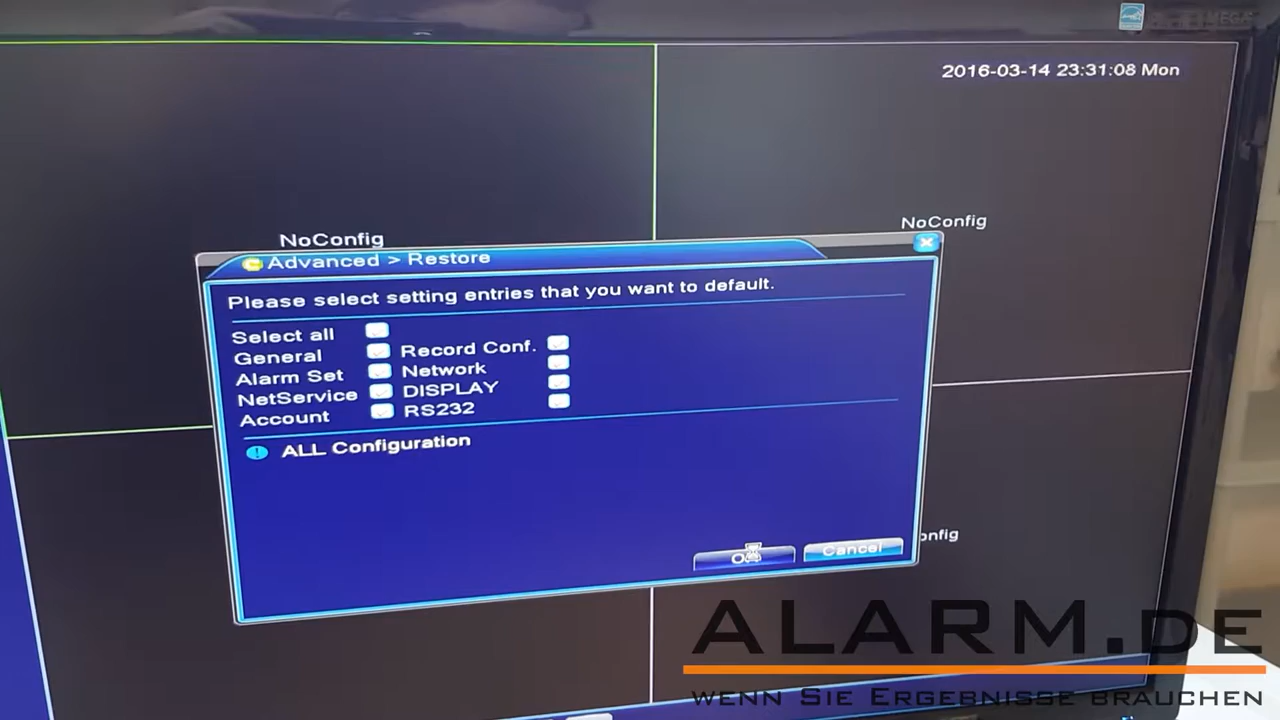 2016-03-14 23:31:08 Mon
NoConfig
NoConfig
Advanced > Restore
Please select setting entries that you want to default.
Select all
General Record Conf.
Alarm Set Network
NetService DISPLAY
Account RS232
ALL Configuration
Cancel
ALARM.DE
WENN SIE ERGEBNISSE BRAUCHEN